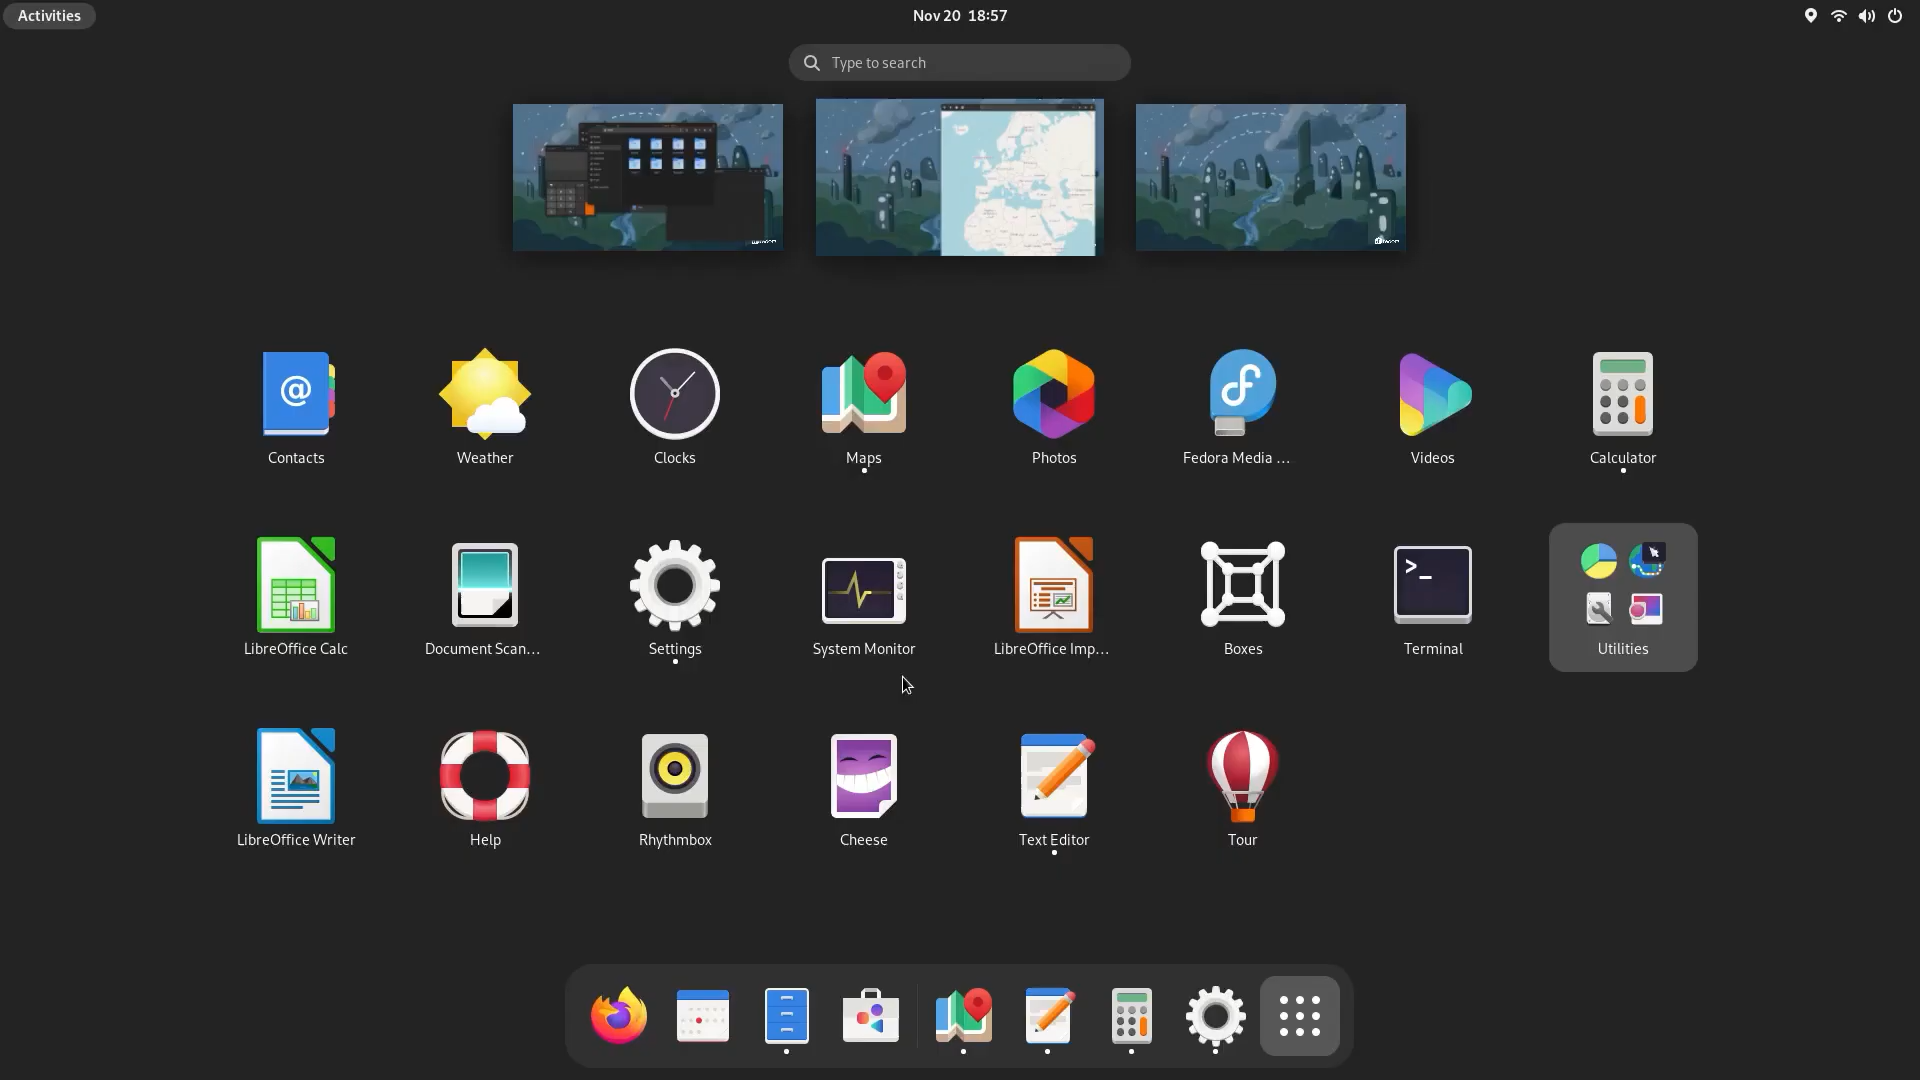 Activities
Nov 20 18:57
Type to search
Contacts
Weather
Clocks
Maps
Photos
Fedora Media ...
Videos
Calculator
LibreOffice Calc
Document Scan...
Settings
System Monitor
LibreOffice Imp...
Boxes
>_
Terminal
Utilities
LibreOffice Writer
Help
Rhythmbox
Cheese
Text Editor
Tour